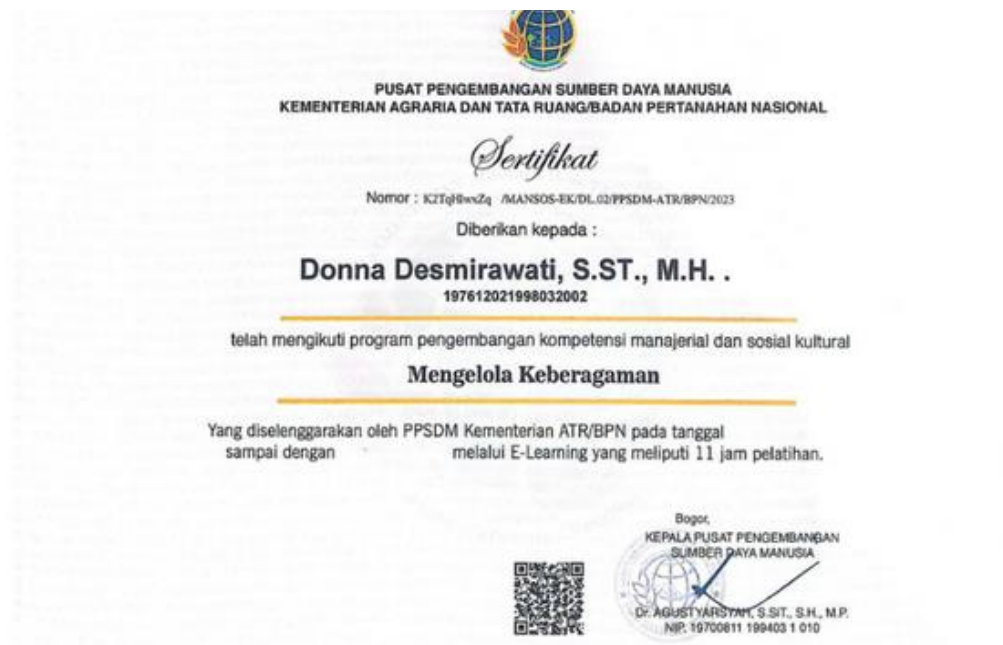 PUSAT PENGEMBANGAN SUMBER DAYA MANUSIA
KEMENTERIAN AGRARIA DAN TATA RUANG/BADAN PERTANAHAN NASIONAL
Sertifikat
Nomor : K2TqHlwxZq /MANSOS-EK/DL.02/PPSDM-ATR/BPN/2023
Diberikan kepada :
Donna Desmirawati, S.ST., M.H. .
197612021998032002
telah mengikuti program pengembangan kompetensi manajerial dan sosial kultural
Mengelola Keberagaman
Yang diselenggarakan oleh PPSDM Kementerian ATR/BPN pada tanggal
sampai dengan melalui E-Learning yang meliputi 11 jam pelatihan.
Bogor,
KEPALA PUSAT PENGEMBANGAN
SUMBER DAYA MANUSIA
Dr. AGUSTYARSYAH, S.SiT., S.H., M.P.
NIP. 19700811 199403 1 010